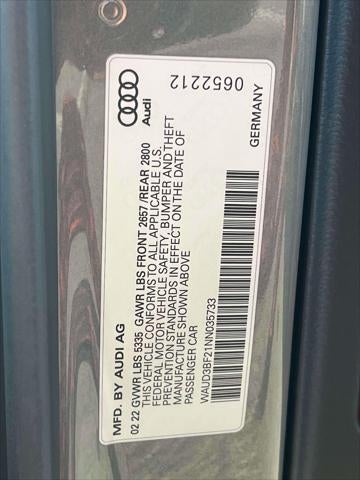 MFD. BY AUDI AG
02 22 GVWR LBS 5335 GAWR LBS FRONT 2657 /REAR 2800
THIS VEHICLE CONFORMS TO ALL APPLICABLE U.S.
FEDERAL MOTOR VEHICLE SAFETY, BUMPER AND THEFT
PREVENTION STANDARDS IN EFFECT ON THE DATE OF
MANUFACTURE SHOWN ABOVE
PASSENGER CAR
WAUD3BF21NN035733
Audi
0652212
GERMANY